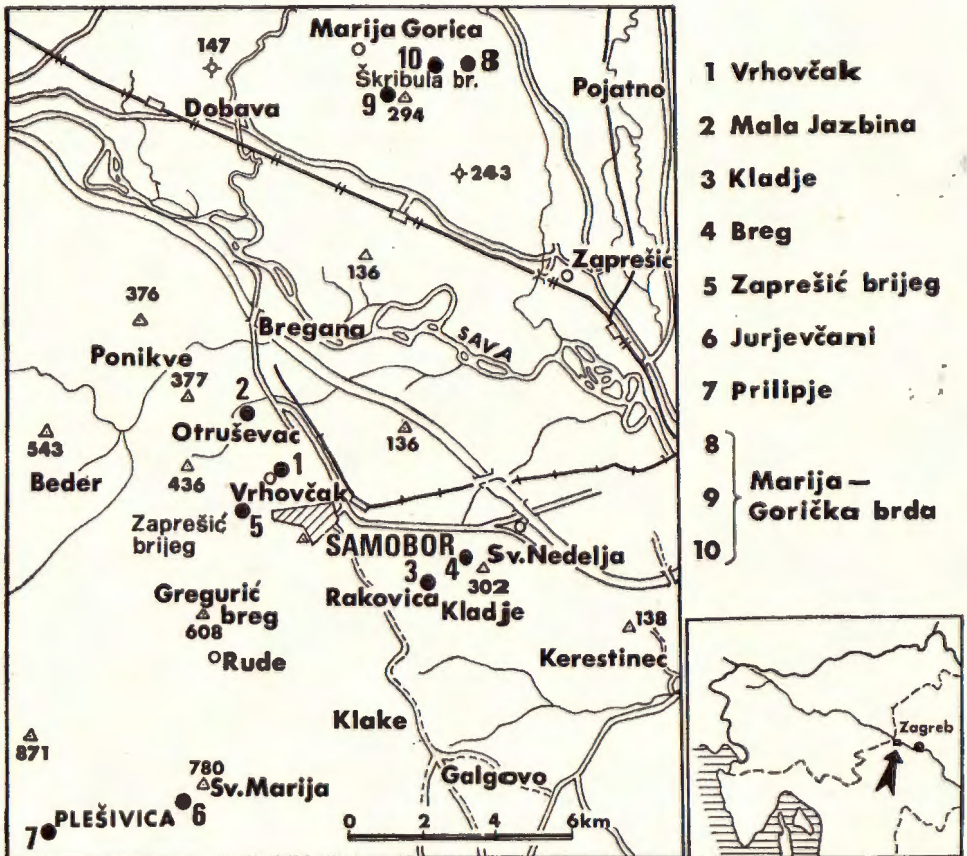 Marija Gorica
147
10
8
Škribula br.
9
294
Pojatno
Dobava
243
136
Zaprešić
376
Bregana
SAVA
Ponikve
377
2
Otruševac
136
543
Beder
436
1
Vrhovčak
5
Zaprešić
brijeg
SAMOBOR
4
Sv.Nedelja
302
3
Rakovica
Kladje
Gregurić
breg
608
138
Rude
Kerestinec
Klake
871
780
Sv.Marija
Galgovo
6
PLEŠIVICA
7
0 2 4 6km
1 Vrhovčak
2 Mala Jazbina
3 Kladje
4 Breg
5 Zaprešić brijeg
6 Jurjevčani
7 Prilipje
8
9
10
Marija —
Gorička brda
Zagreb